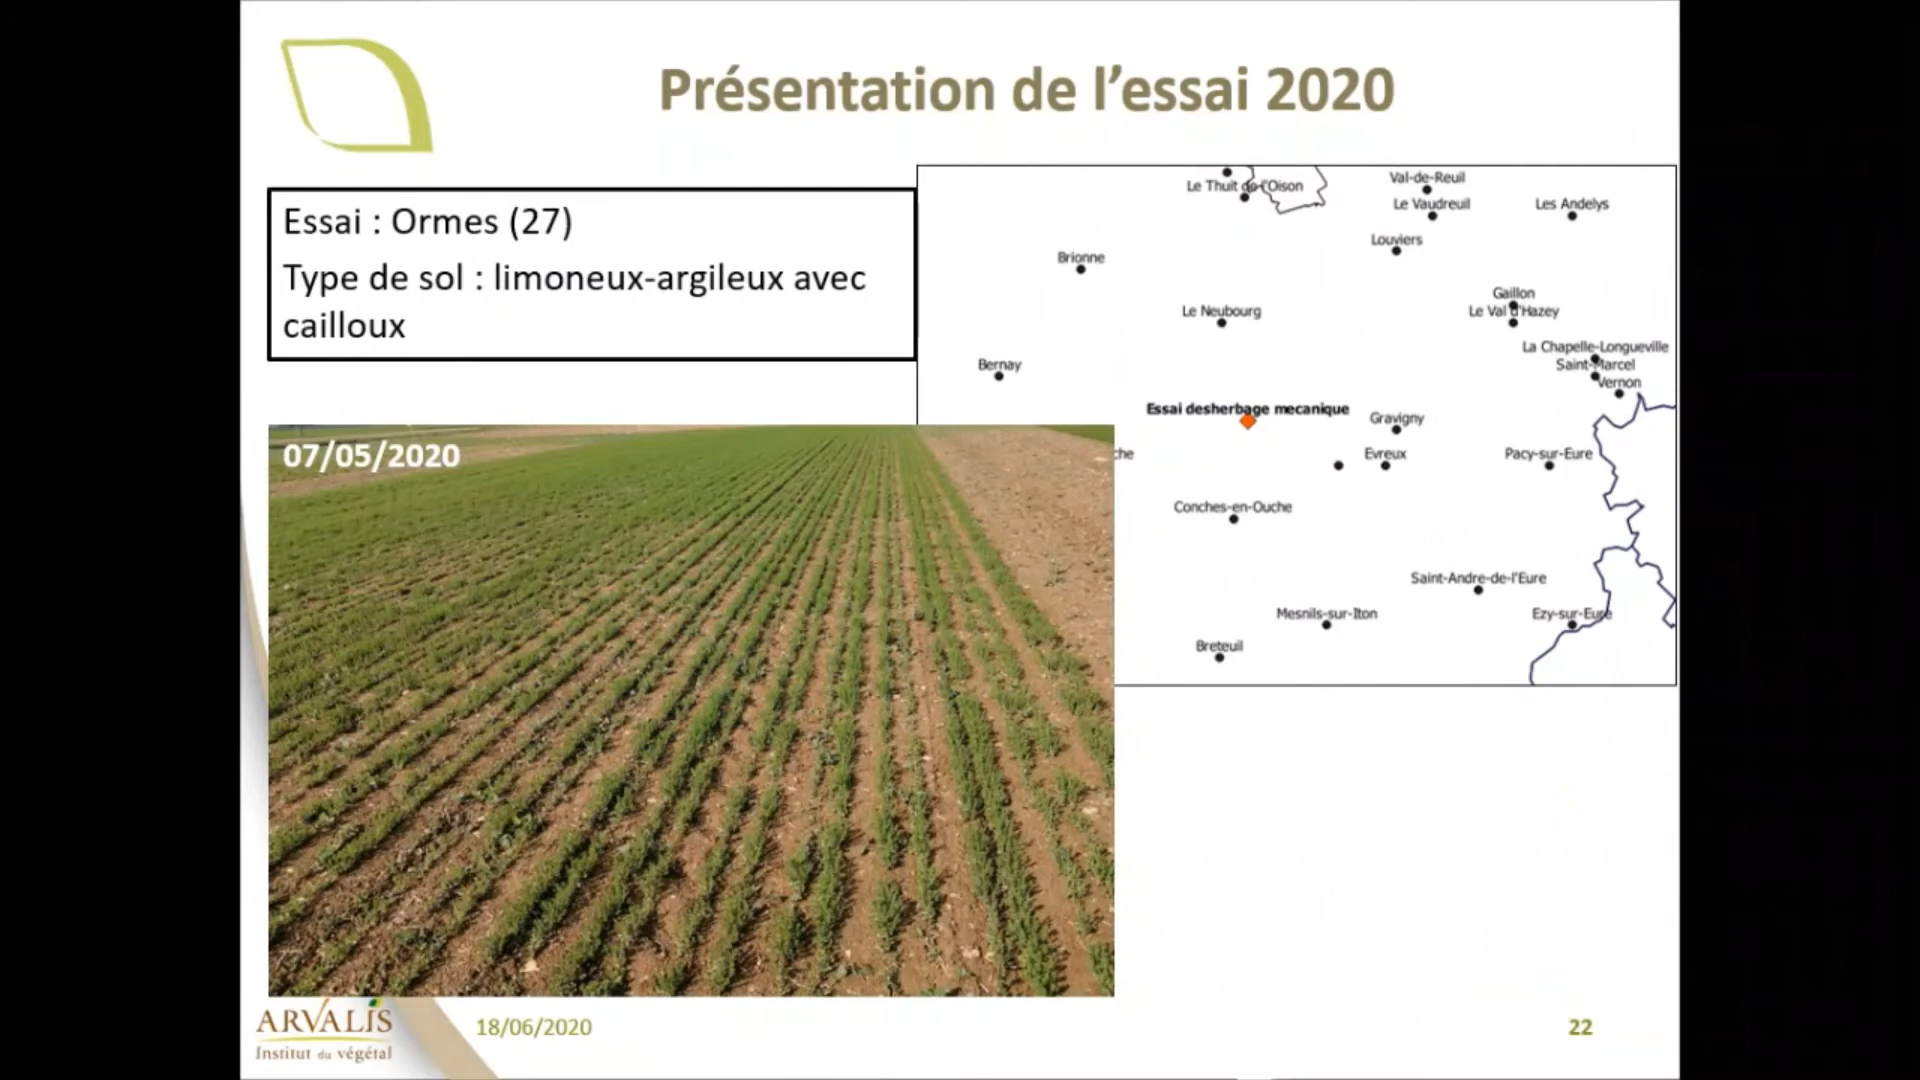 Présentation de l'essai 2020
Essai : Ormes (27)
Type de sol : limoneux-argileux avec
cailloux
Le Thuit de l'Oison
Val-de-Reuil
Le Vaudreuil
Les Andelys
Louviers
Brionne
Gaillon
Le Neubourg
Le Val d'Hazey
La Chapelle-Longueville
Bernay
Saint-Marcel
Vernon
Essai desherbage mecanique
Gravigny
che
Evreux
Pacy-sur-Eure
Conches-en-Ouche
Saint-Andre-de-l'Eure
Mesnils-sur-Iton
Ezy-sur-Eure
Breteuil
07/05/2020
ARVALIS
Institut du végétal
18/06/2020
22